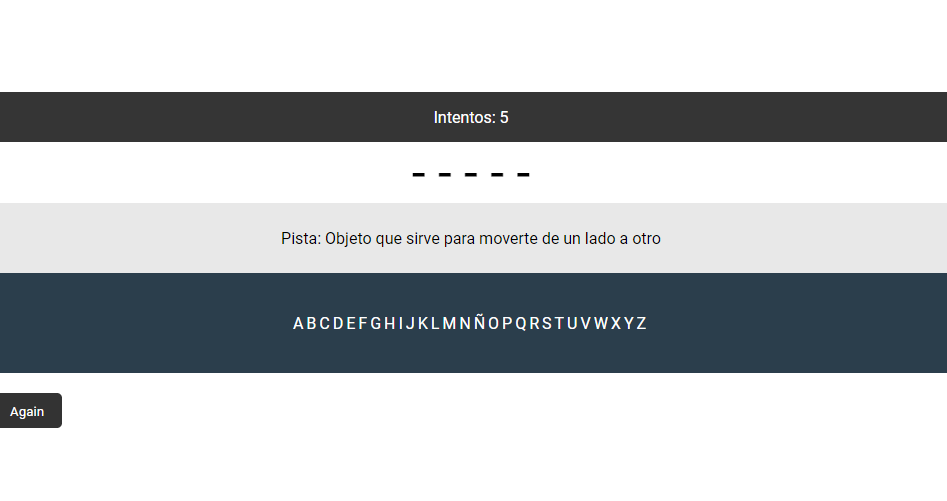 Intentos: 5
- - - - -
Pista: Objeto que sirve para moverte de un lado a otro
A B C D E F G H I J K L M N Ñ O P Q R S T U V W X Y Z
Again